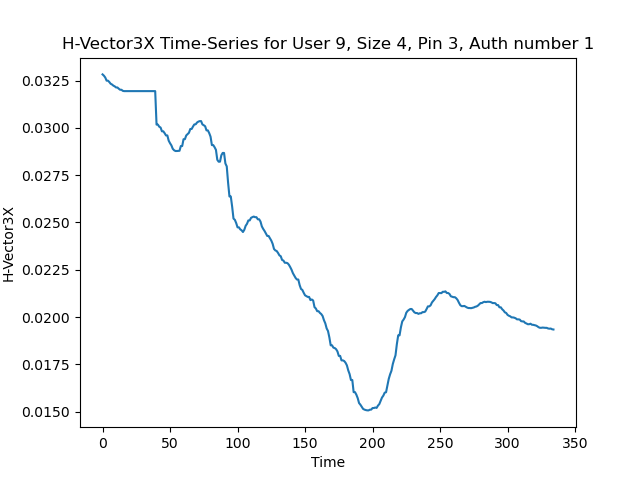 H-Vector3X Time-Series for User 9, Size 4, Pin 3, Auth number 1
0.0325
0.0300
0.0275
0.0250
0.0225
0.0200
0.0175
0.0150
H-Vector3X
0 50 100 150 200 250 300 350
Time